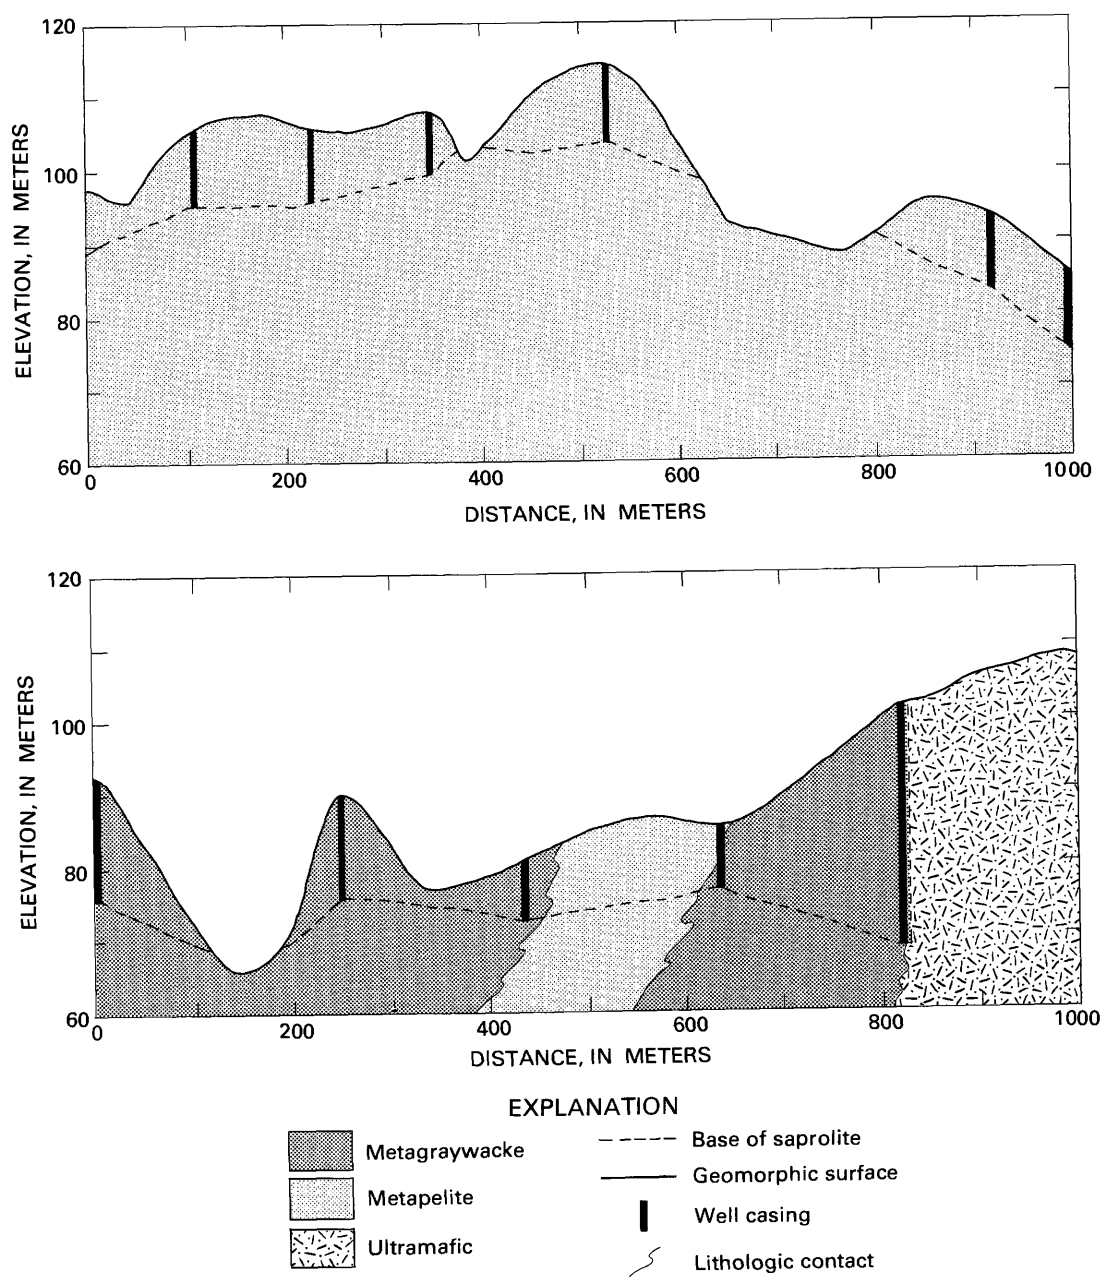 120
100
80
60
ELEVATION, IN METERS
0 200 400 600 800 1000
DISTANCE, IN METERS
120
100
80
60
ELEVATION, IN METERS
0 200 400 600 800 1000
DISTANCE, IN METERS
EXPLANATION
Metagraywacke
Metapelite
Ultramafic
Base of saprolite
Geomorphic surface
Well casing
Lithologic contact